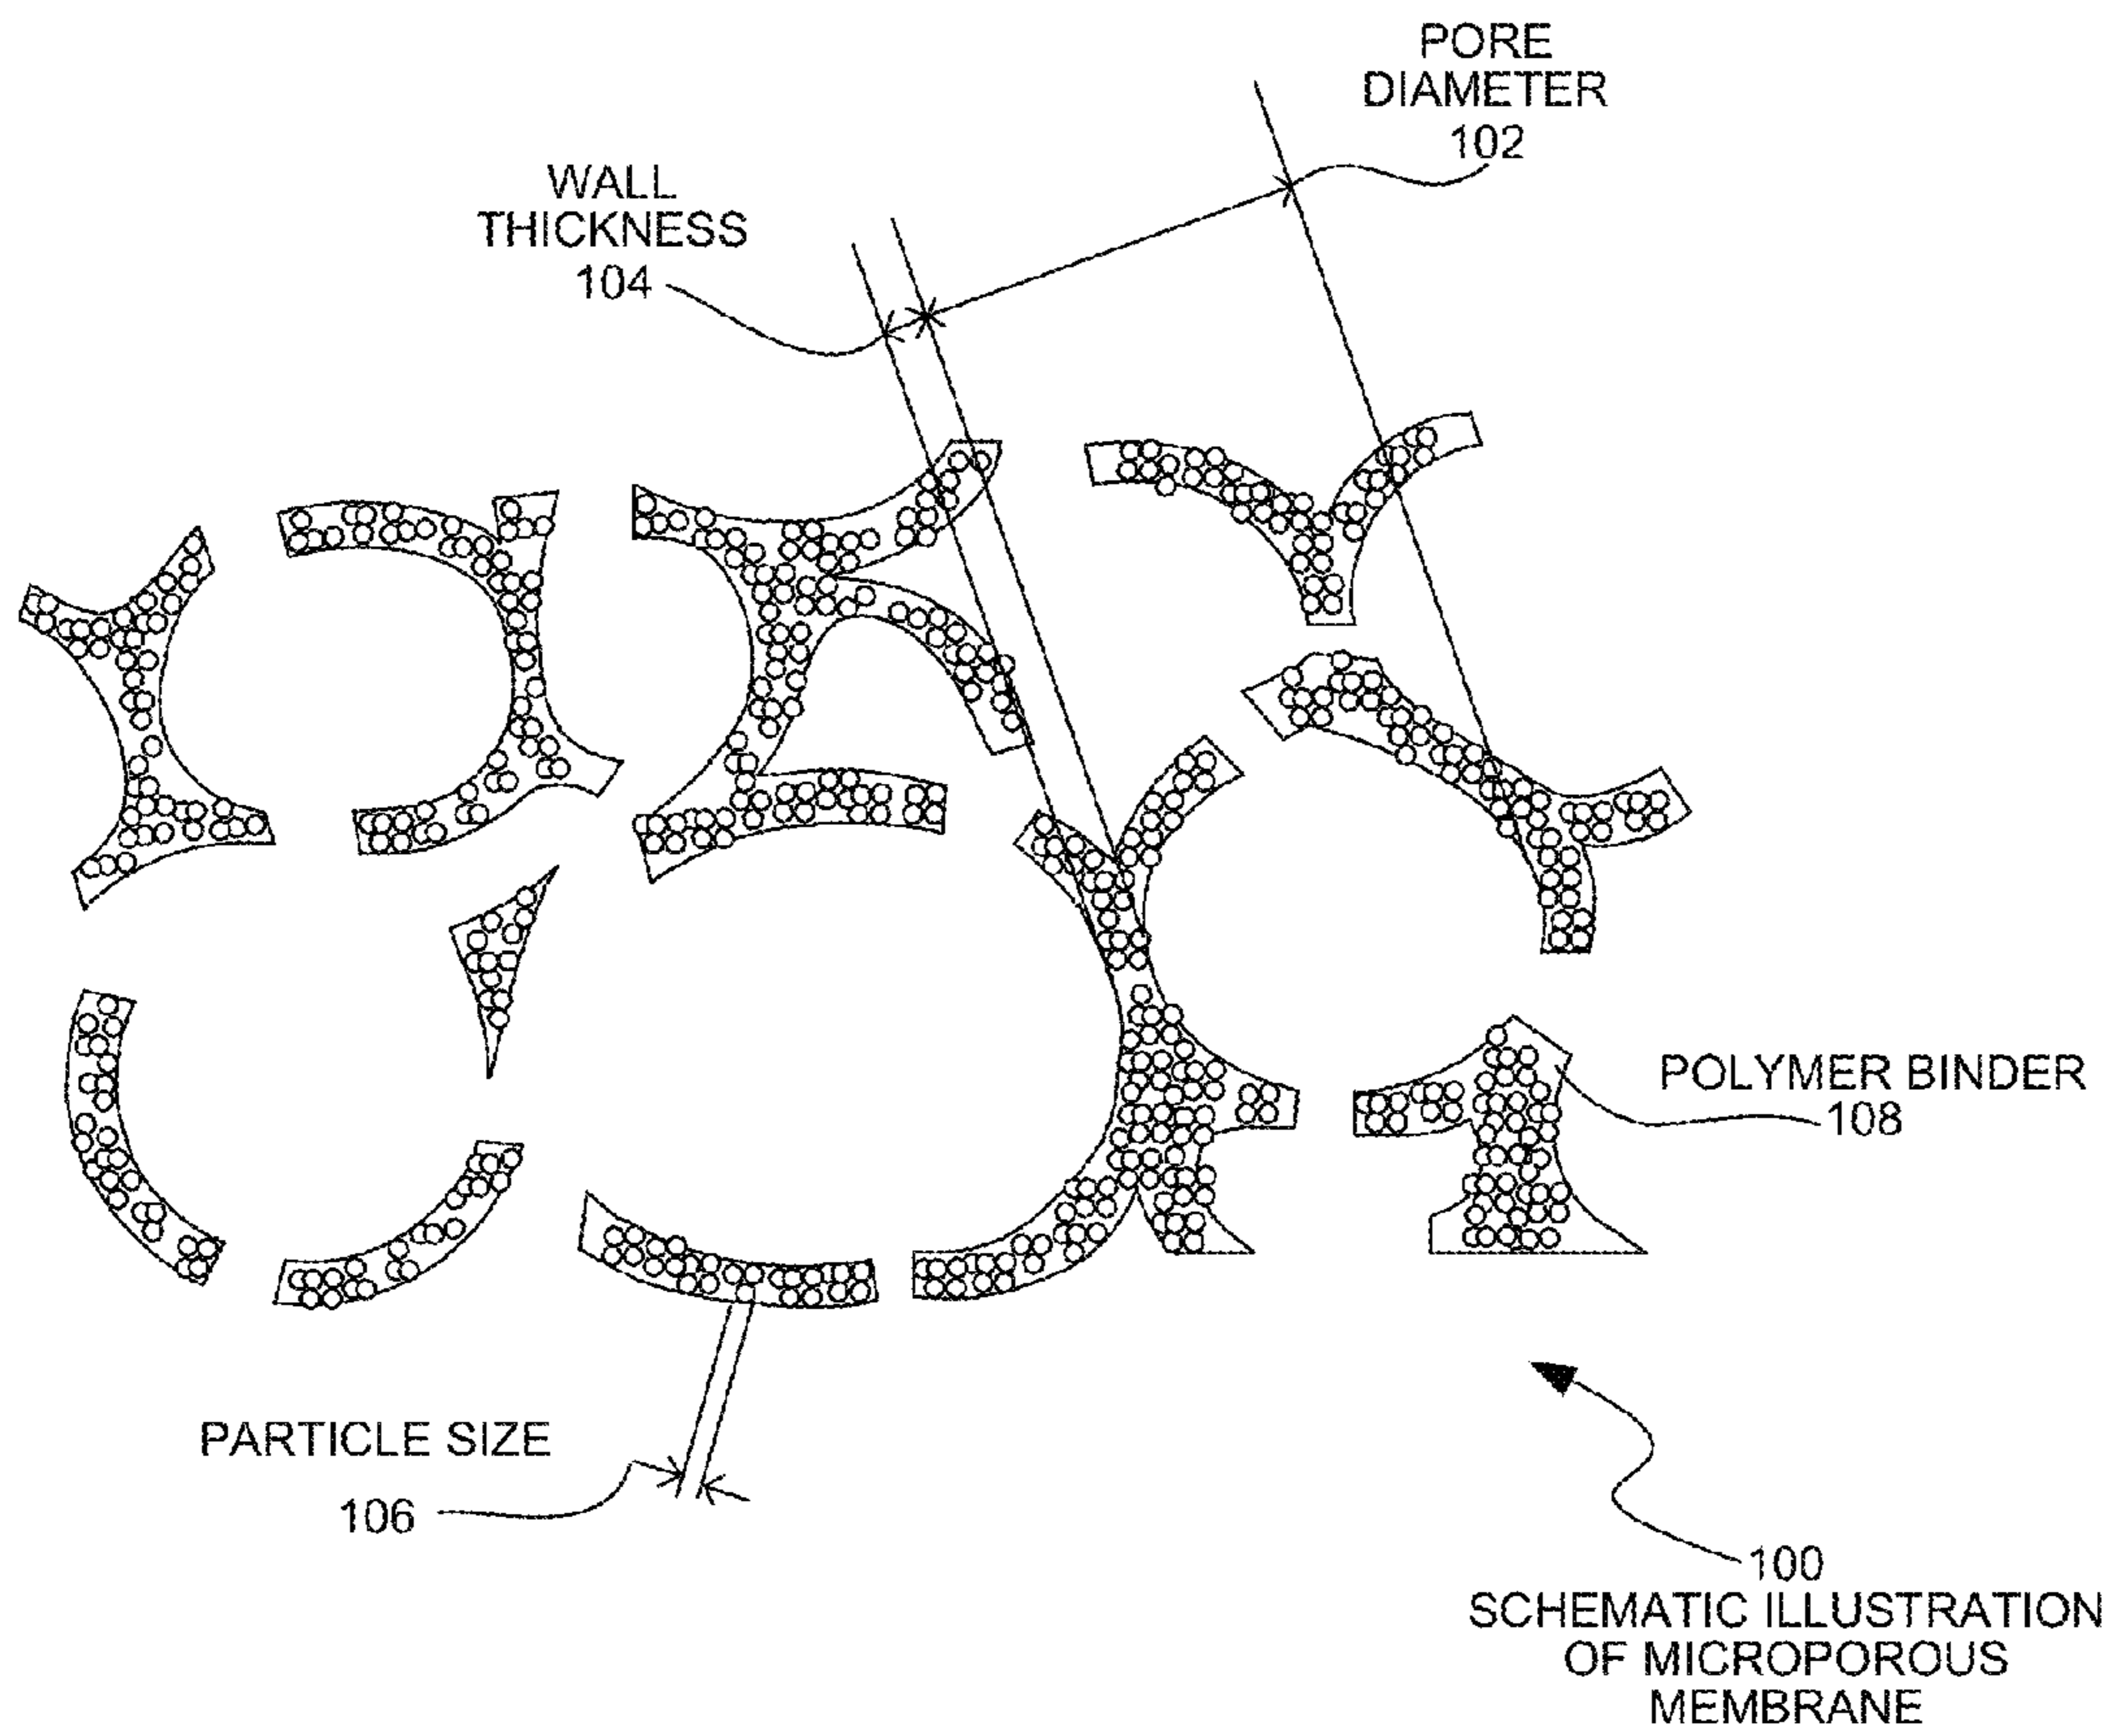 PORE
DIAMETER
102
WALL
THICKNESS
104
POLYMER BINDER
108
PARTICLE SIZE
106
100
SCHEMATIC ILLUSTRATION
OF MICROPOROUS
MEMBRANE